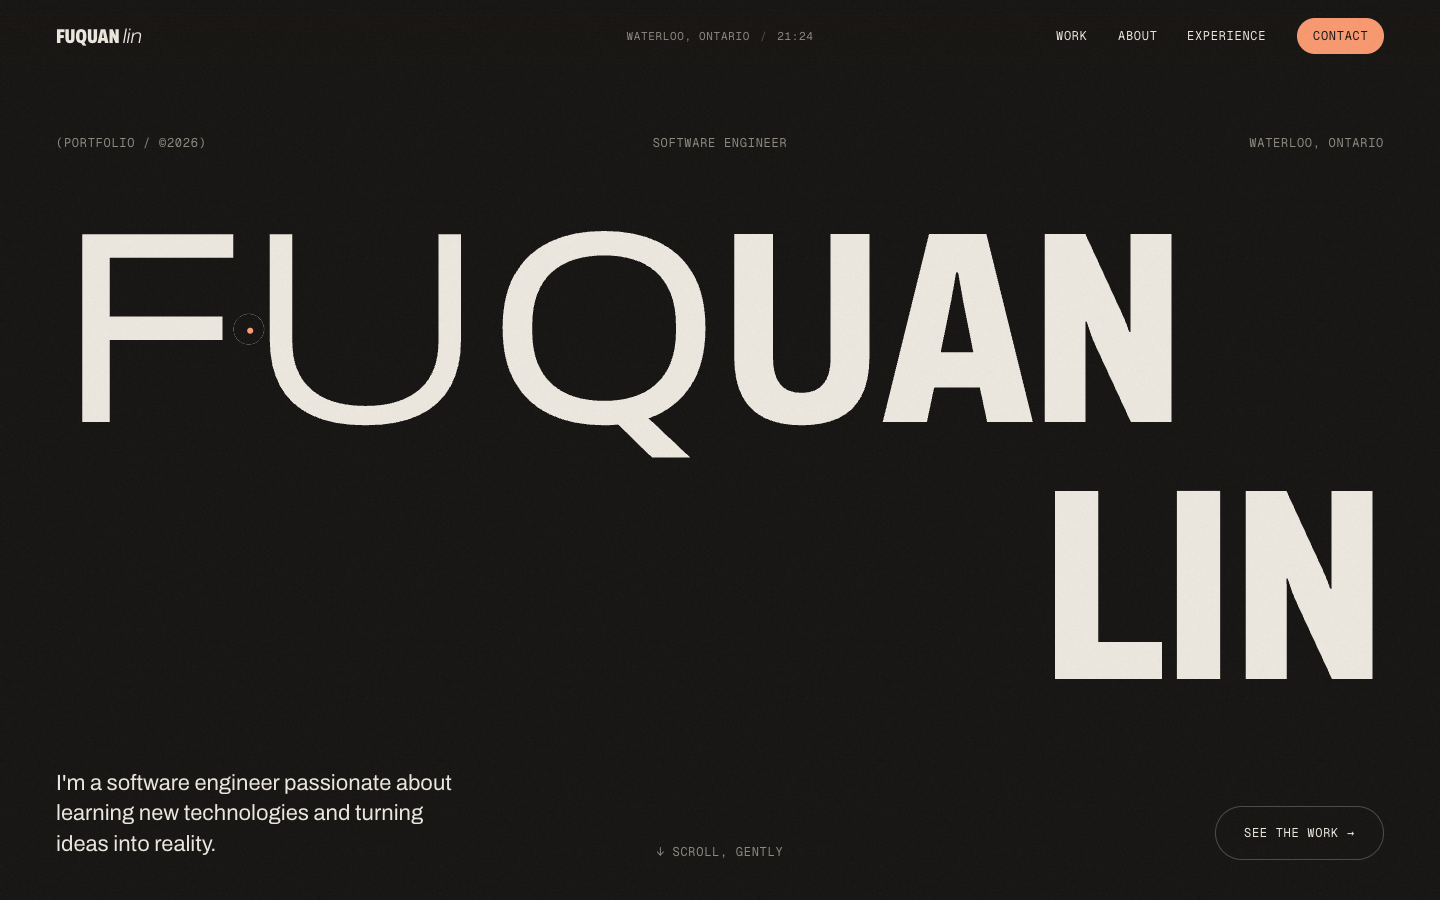 FUQUAN lin
WATERLOO, ONTARIO / 21:24
WORK ABOUT EXPERIENCE CONTACT
(PORTFOLIO / ©2026)
SOFTWARE ENGINEER
WATERLOO, ONTARIO
FUQUAN
LIN
I'm a software engineer passionate about
learning new technologies and turning
ideas into reality.
↓ SCROLL, GENTLY
SEE THE WORK →